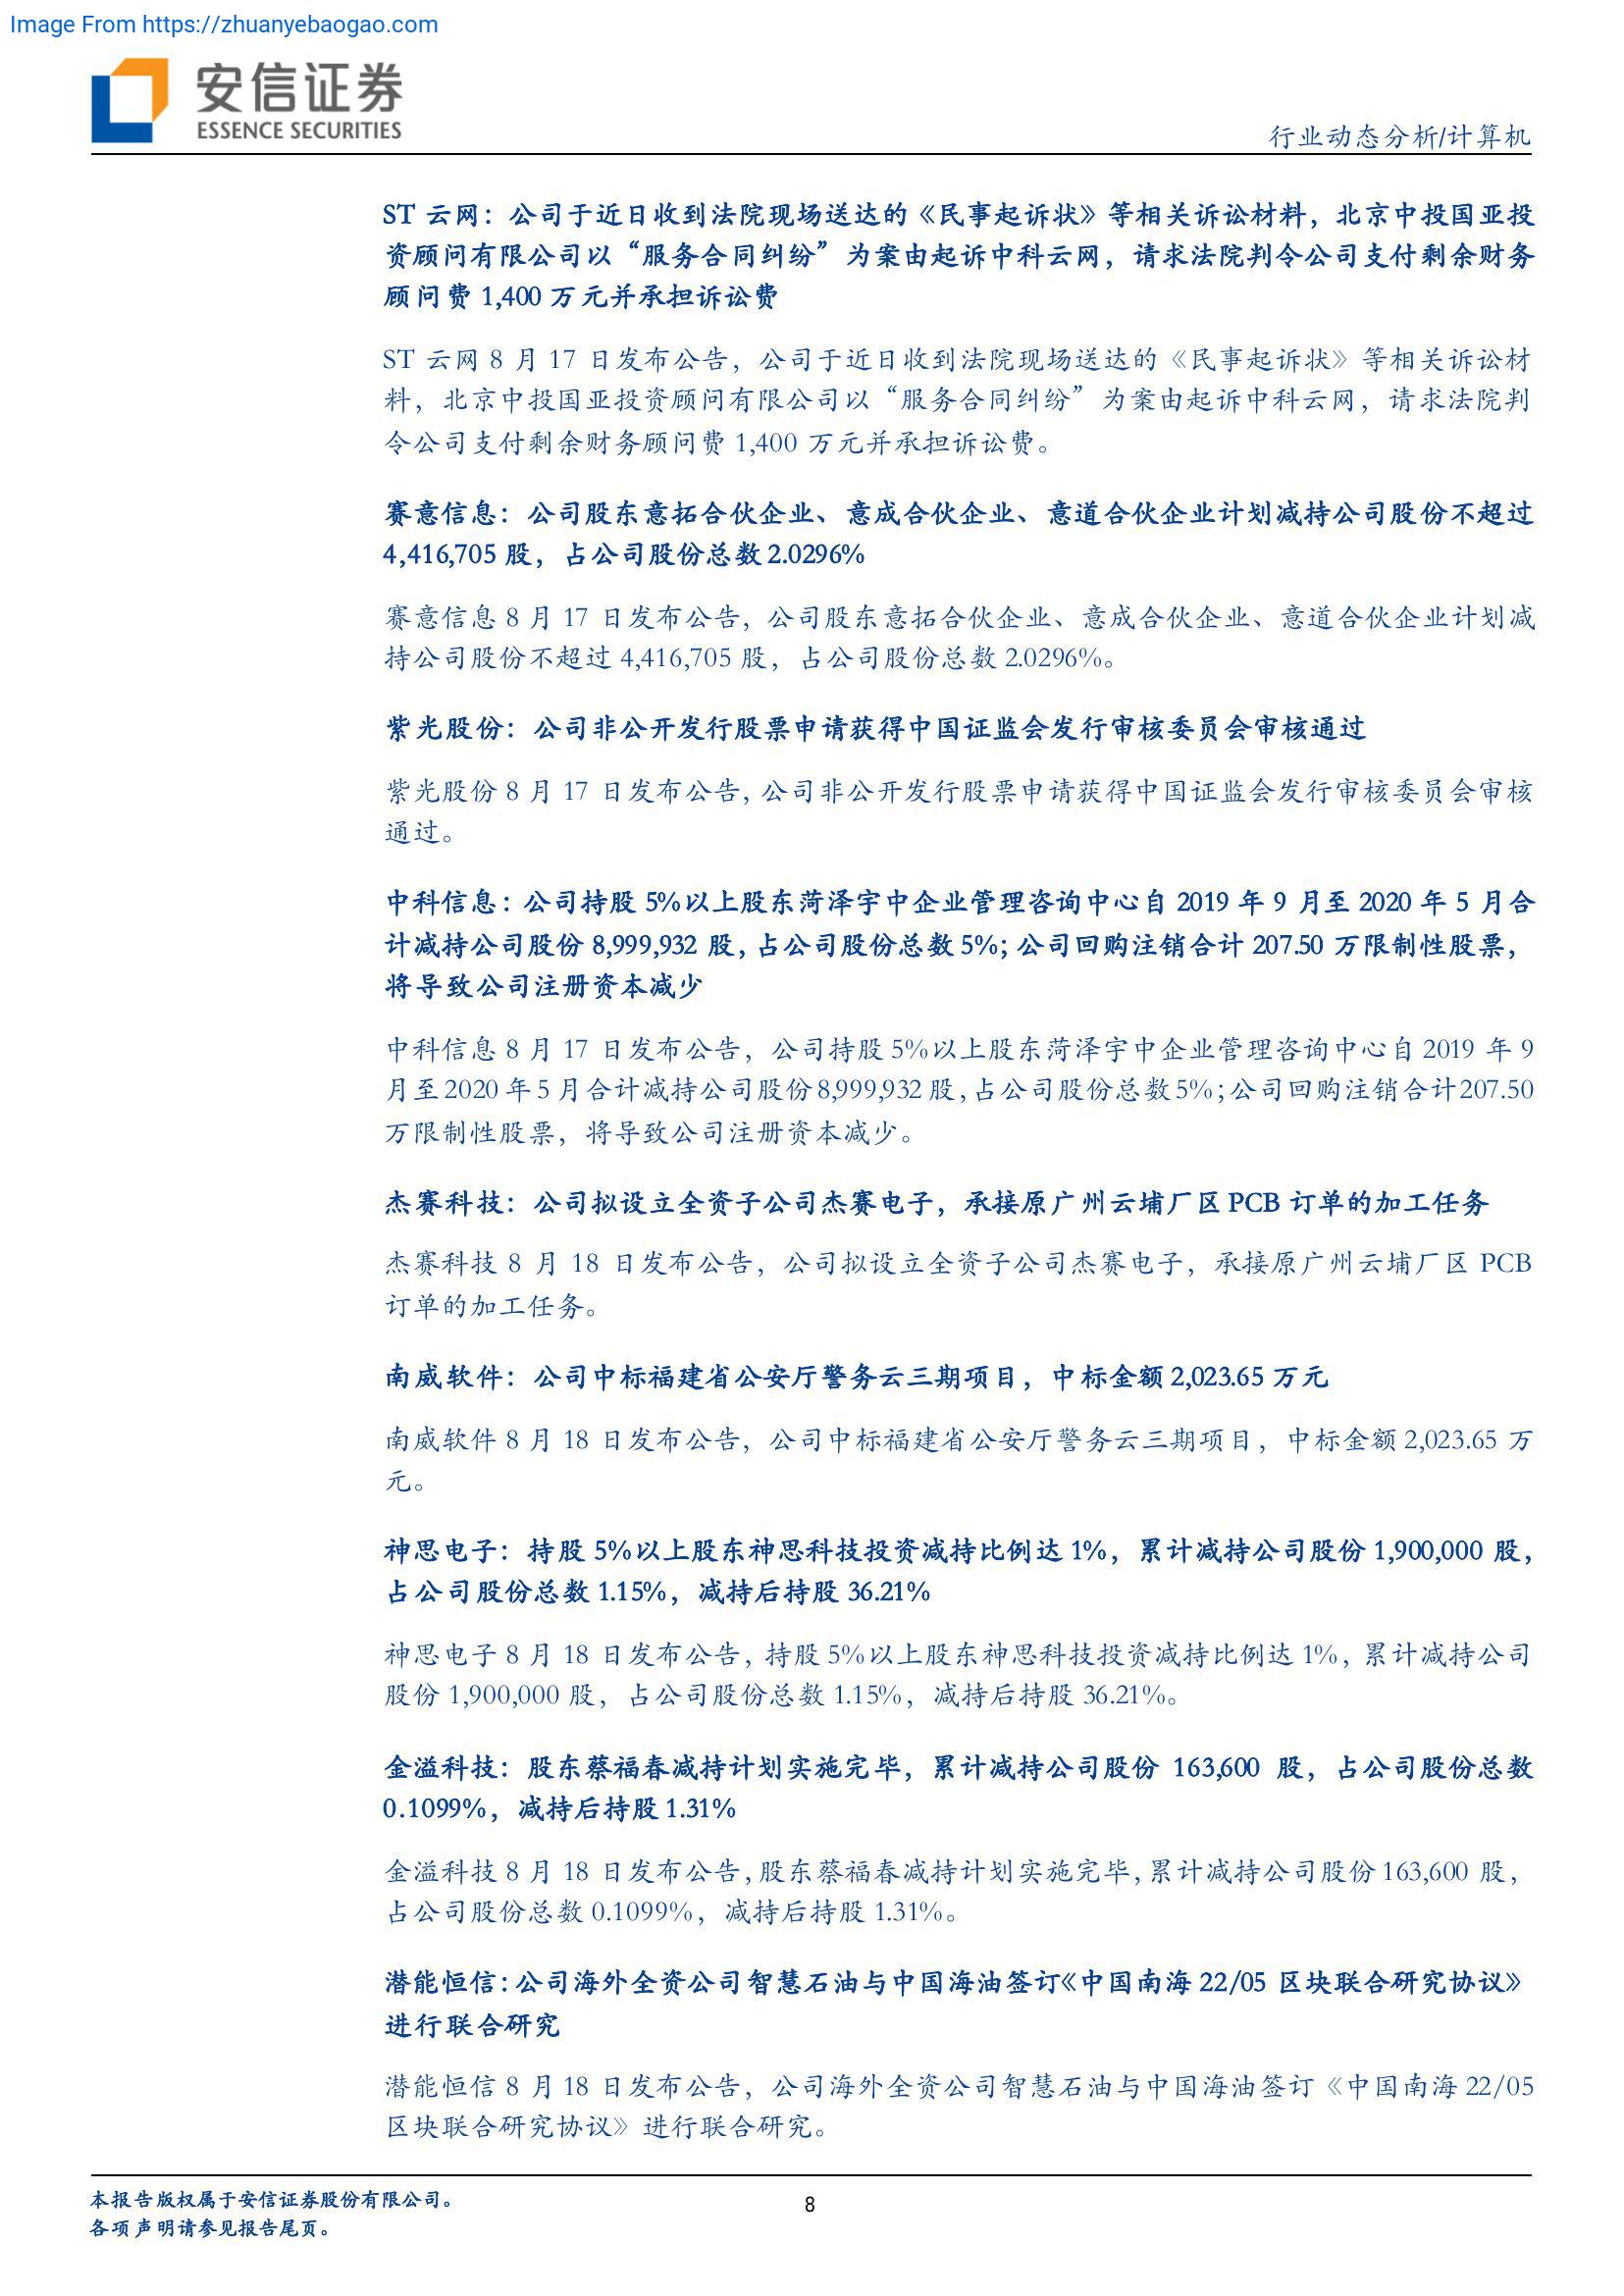 Image From https://zhuanyebaogao.com
安信证券
ESSENCE SECURITIES
行业动态分析/计算机
ST 云网：公司于近日收到法院现场送达的《民事起诉状》等相关诉讼材料，北京中投国亚投
资顾问有限公司以“服务合同纠纷”为案由起诉中科云网，请求法院判令公司支付剩余财务
顾问费 1,400 万元并承担诉讼费
ST 云网 8 月 17 日发布公告，公司于近日收到法院现场送达的《民事起诉状》等相关诉讼材
料，北京中投国亚投资顾问有限公司以“服务合同纠纷”为案由起诉中科云网，请求法院判
令公司支付剩余财务顾问费 1,400 万元并承担诉讼费。
赛意信息：公司股东意拓合伙企业、意成合伙企业、意道合伙企业计划减持公司股份不超过
4,416,705 股，占公司股份总数 2.0296%
赛意信息 8 月 17 日发布公告，公司股东意拓合伙企业、意成合伙企业、意道合伙企业计划减
持公司股份不超过 4,416,705 股，占公司股份总数 2.0296%。
紫光股份：公司非公开发行股票申请获得中国证监会发行审核委员会审核通过
紫光股份 8 月 17 日发布公告，公司非公开发行股票申请获得中国证监会发行审核委员会审核
通过。
中科信息：公司持股 5%以上股东菏泽宇中企业管理咨询中心自 2019 年 9 月至 2020 年 5 月合
计减持公司股份 8,999,932 股，占公司股份总数 5%；公司回购注销合计 207.50 万限制性股票，
将导致公司注册资本减少
中科信息 8 月 17 日发布公告，公司持股 5%以上股东菏泽宇中企业管理咨询中心自 2019 年 9
月至 2020 年 5 月合计减持公司股份 8,999,932 股，占公司股份总数 5%；公司回购注销合计 207.50
万限制性股票，将导致公司注册资本减少。
杰赛科技：公司拟设立全资子公司杰赛电子，承接原广州云埔厂区 PCB 订单的加工任务
杰赛科技 8 月 18 日发布公告，公司拟设立全资子公司杰赛电子，承接原广州云埔厂区 PCB
订单的加工任务。
南威软件：公司中标福建省公安厅警务云三期项目，中标金额 2,023.65 万元
南威软件 8 月 18 日发布公告，公司中标福建省公安厅警务云三期项目，中标金额 2,023.65 万
元。
神思电子：持股 5%以上股东神思科技投资减持比例达 1%，累计减持公司股份 1,900,000 股，
占公司股份总数 1.15%，减持后持股 36.21%
神思电子 8 月 18 日发布公告，持股 5%以上股东神思科技投资减持比例达 1%，累计减持公司
股份 1,900,000 股，占公司股份总数 1.15%，减持后持股 36.21%。
金溢科技：股东蔡福春减持计划实施完毕，累计减持公司股份 163,600 股，占公司股份总数
0.1099%，减持后持股 1.31%
金溢科技 8 月 18 日发布公告，股东蔡福春减持计划实施完毕，累计减持公司股份 163,600 股，
占公司股份总数 0.1099%，减持后持股 1.31%。
潜能恒信：公司海外全资公司智慧石油与中国海油签订《中国南海 22/05 区块联合研究协议》
进行联合研究
潜能恒信 8 月 18 日发布公告，公司海外全资公司智慧石油与中国海油签订《中国南海 22/05
区块联合研究协议》进行联合研究。
本报告版权属于安信证券股份有限公司。
8
各项声明请参见报告尾页。